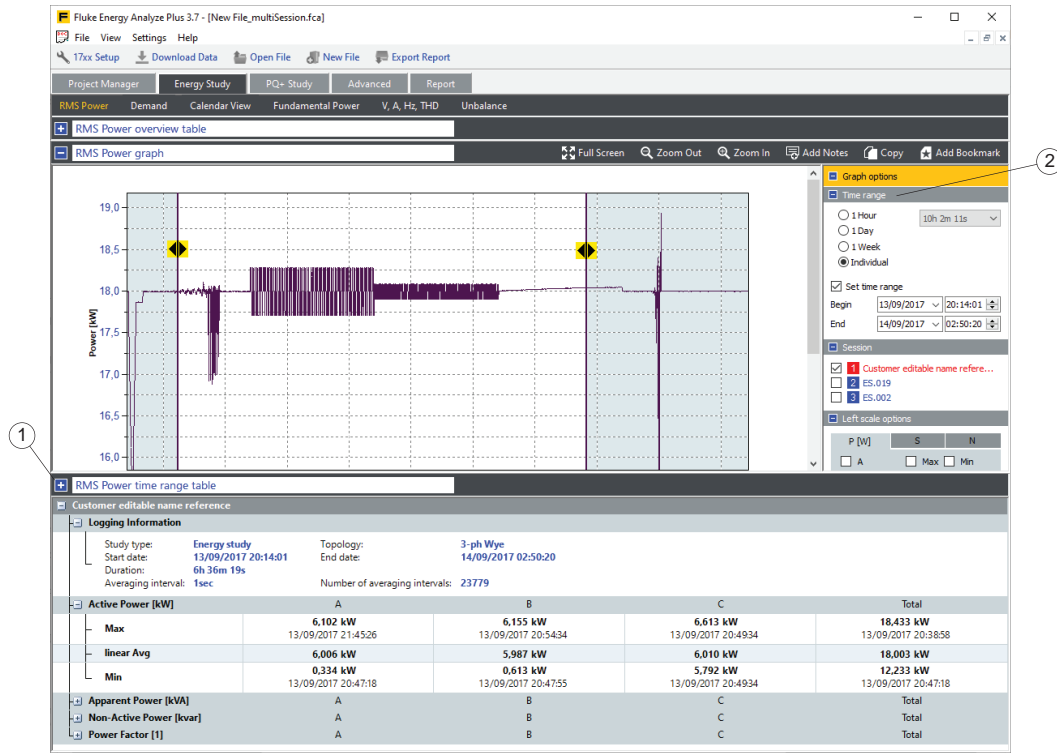 Fluke Energy Analyze Plus 3.7 - [New File_multiSession.fca]
File View Settings Help
17xx Setup Download Data Open File New File Export Report
Project Manager Energy Study PQ+ Study Advanced Report
RMS Power Demand Calendar View Fundamental Power V, A, Hz, THD Unbalance
RMS Power overview table
RMS Power graph Full Screen Zoom Out Zoom In Add Notes Copy Add Bookmark
2
Graph options
Time range
1 Hour 10h 2m 11s
1 Day
1 Week
Individual
Set time range
Begin 13/09/2017 20:14:01
End 14/09/2017 02:50:20
Session
1 Customer editable name refere...
2 ES.019
3 ES.002
Left scale options
P [W] S N
A Max Min
Power [kW]
19,0
18,5
18,0
17,5
17,0
16,5
16,0
1
RMS Power time range table
Customer editable name reference
Logging Information
Study type: Energy study Topology: 3-ph Wye
Start date: 13/09/2017 20:14:01 End date: 14/09/2017 02:50:20
Duration: 6h 36m 19s
Averaging interval: 1sec Number of averaging intervals: 23779
Active Power [kW] A B C Total
Max 6,102 kW 6,155 kW 6,613 kW 18,433 kW
13/09/2017 21:45:26 13/09/2017 20:54:34 13/09/2017 20:49:34 13/09/2017 20:38:58
linear Avg 6,006 kW 5,987 kW 6,010 kW 18,003 kW
Min 0,334 kW 0,613 kW 5,792 kW 12,233 kW
13/09/2017 20:47:18 13/09/2017 20:47:55 13/09/2017 20:49:34 13/09/2017 20:47:18
Apparent Power [kVA] A B C Total
Non-Active Power [kvar] A B C Total
Power Factor [1] A B C Total